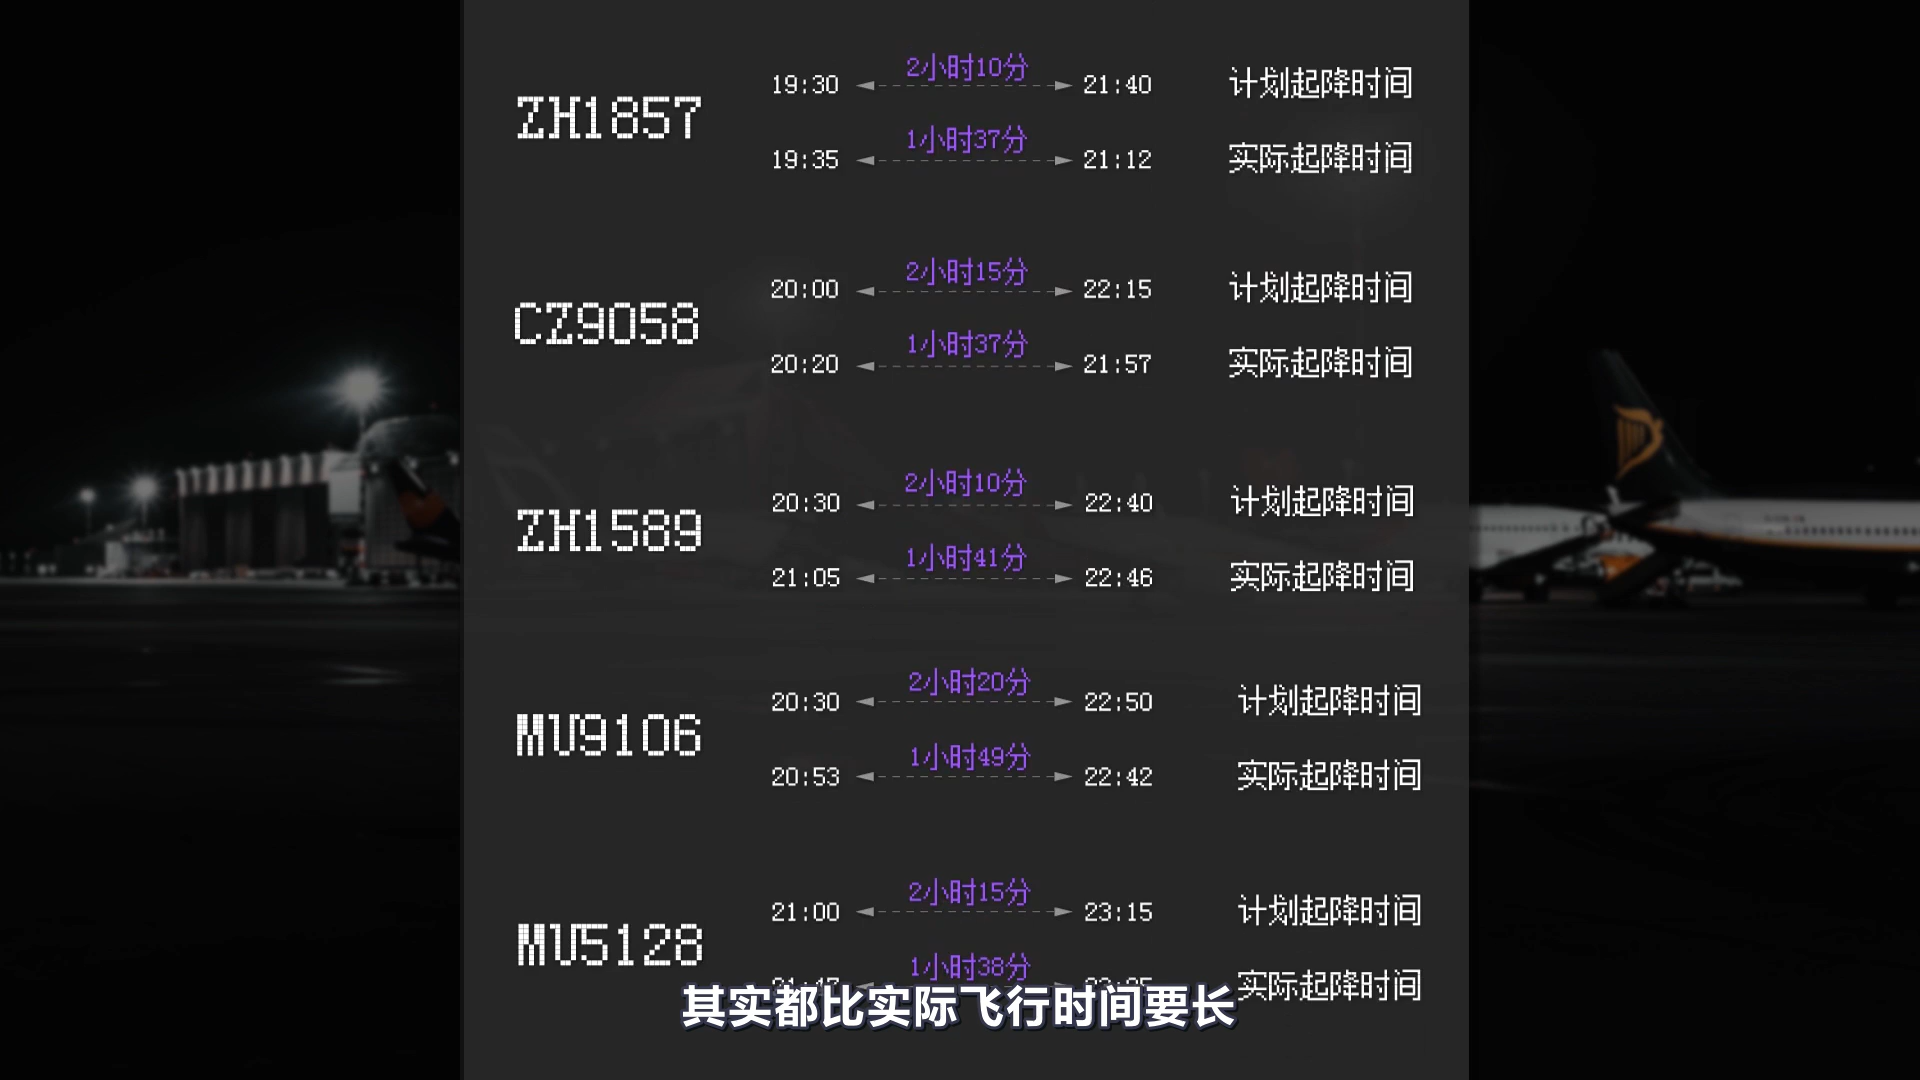 2小时10分
19:30 21:40 计划起降时间
ZH1857
1小时37分
19:35 21:12 实际起降时间
2小时15分
20:00 22:15 计划起降时间
CZ9058
1小时37分
20:20 21:57 实际起降时间
2小时10分
20:30 22:40 计划起降时间
ZH1589
1小时41分
21:05 22:46 实际起降时间
2小时20分
20:30 22:50 计划起降时间
MU9106
1小时49分
20:53 22:42 实际起降时间
2小时15分
21:00 23:15 计划起降时间
MU5128
1小时38分
实际起降时间
其实都比实际飞行时间要长